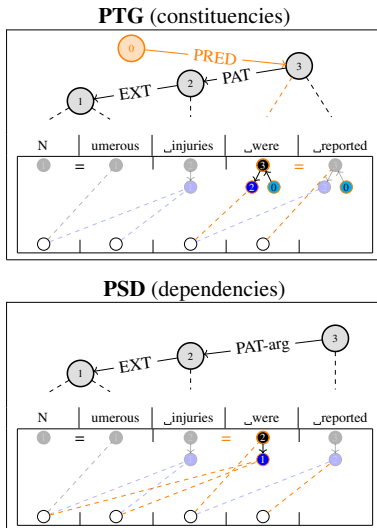 PTG (constituencies)
0
PRED
3
PAT
2
EXT
1
N umerous ␣injuries ␣were ␣reported
= 3 =
2 0 0
PSD (dependencies)
3
PAT-arg
2
EXT
1
N umerous ␣injuries ␣were ␣reported
= = 2
1